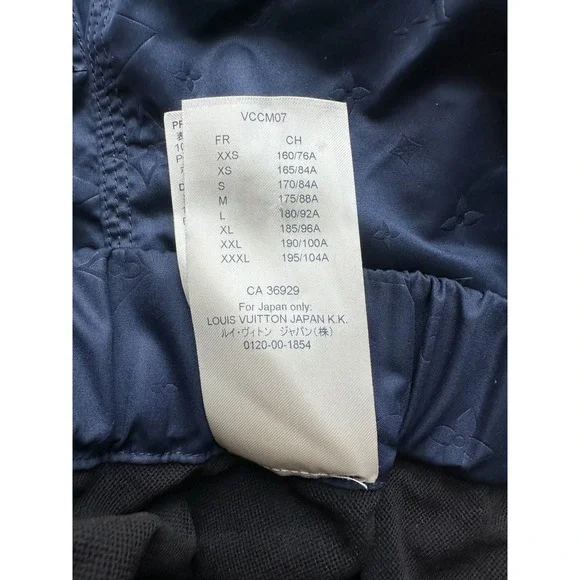 VCCM07
FR CH
XXS 160/76A
XS 165/84A
S 170/84A
M 175/88A
L 180/92A
XL 185/96A
XXL 190/100A
XXXL 195/104A
CA 36929
For Japan only:
LOUIS VUITTON JAPAN K.K.
ルイ・ヴィトン ジャパン(株)
0120-00-1854